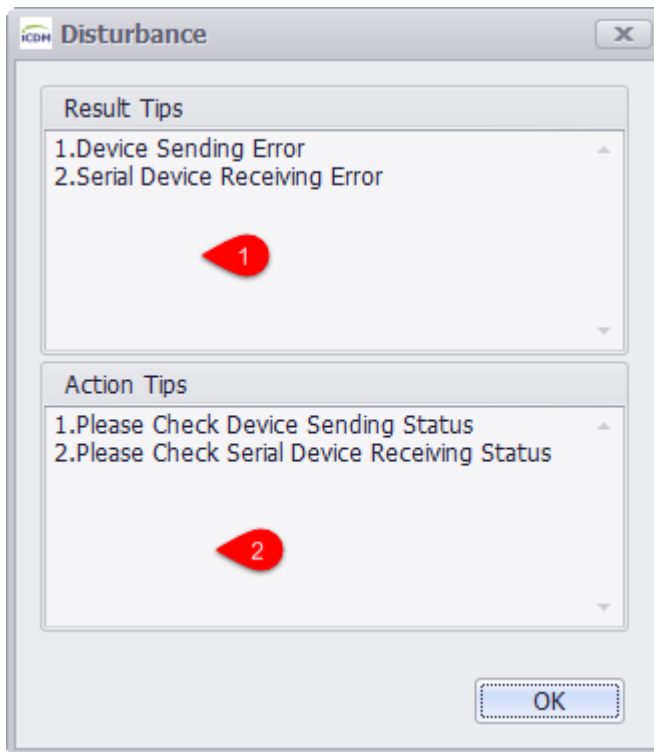 iCDM Disturbance
Result Tips
1.Device Sending Error
2.Serial Device Receiving Error
1
Action Tips
1.Please Check Device Sending Status
2.Please Check Serial Device Receiving Status
2
OK